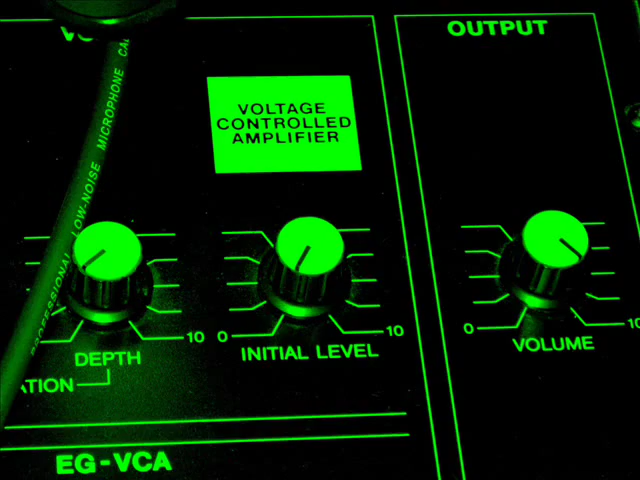 OUTPUT
VOLTAGE
CONTROLLED
AMPLIFIER
PROFESSIONAL LOW-NOISE MICROPHONE
10
0
10
0
10
DEPTH
INITIAL LEVEL
VOLUME
ATION
EG-VCA